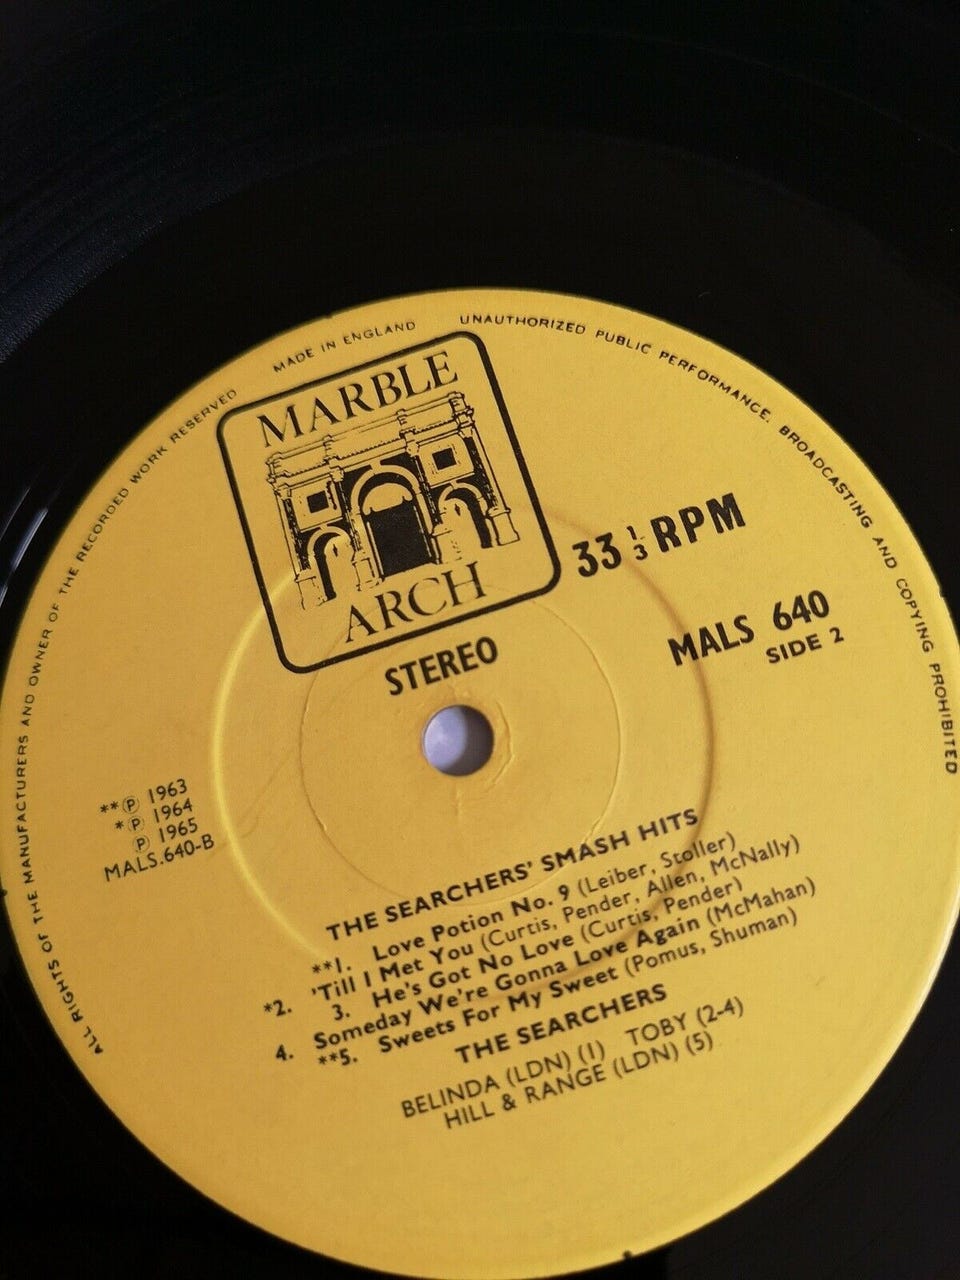 ALL RIGHTS OF THE MANUFACTURERS AND OWNER OF THE RECORDED WORK RESERVED
MADE IN ENGLAND
UNAUTHORIZED PUBLIC PERFORMANCE. BROADCASTING AND COPYING PROHIBITED
MARBLE
ARCH
STEREO
33 1/3 RPM
MALS 640
SIDE 2
**Ⓟ 1963
*Ⓟ 1964
Ⓟ 1965
MALS.640-B
THE SEARCHERS' SMASH HITS
**1. Love Potion No. 9 (Leiber, Stoller)
*2. 'Till I Met You (Curtis, Pender, Allen, McNally)
3. He's Got No Love (Curtis, Pender)
4. Someday We're Gonna Love Again (McMahan)
**5. Sweets For My Sweet (Pomus, Shuman)
THE SEARCHERS
BELINDA (LDN) (1) TOBY (2-4)
HILL & RANGE (LDN) (5)